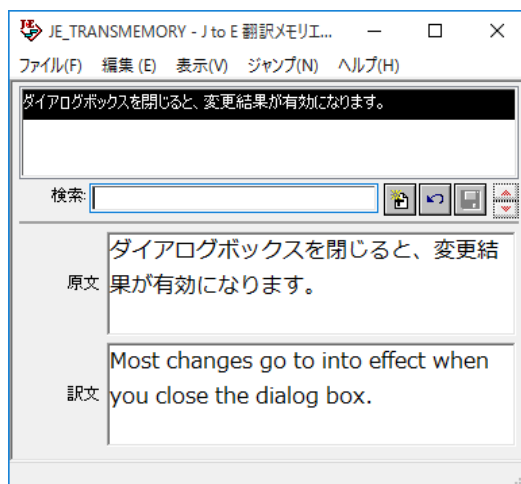 JE_TRANSMEMORY - J to E 翻訳メモリエ...
ファイル(F) 編集(E) 表示(V) ジャンプ(N) ヘルプ(H)
ダイアログボックスを閉じると、変更結果が有効になります。
検索:
原文
ダイアログボックスを閉じると、変更結
果が有効になります。
訳文
Most changes go to into effect when
you close the dialog box.